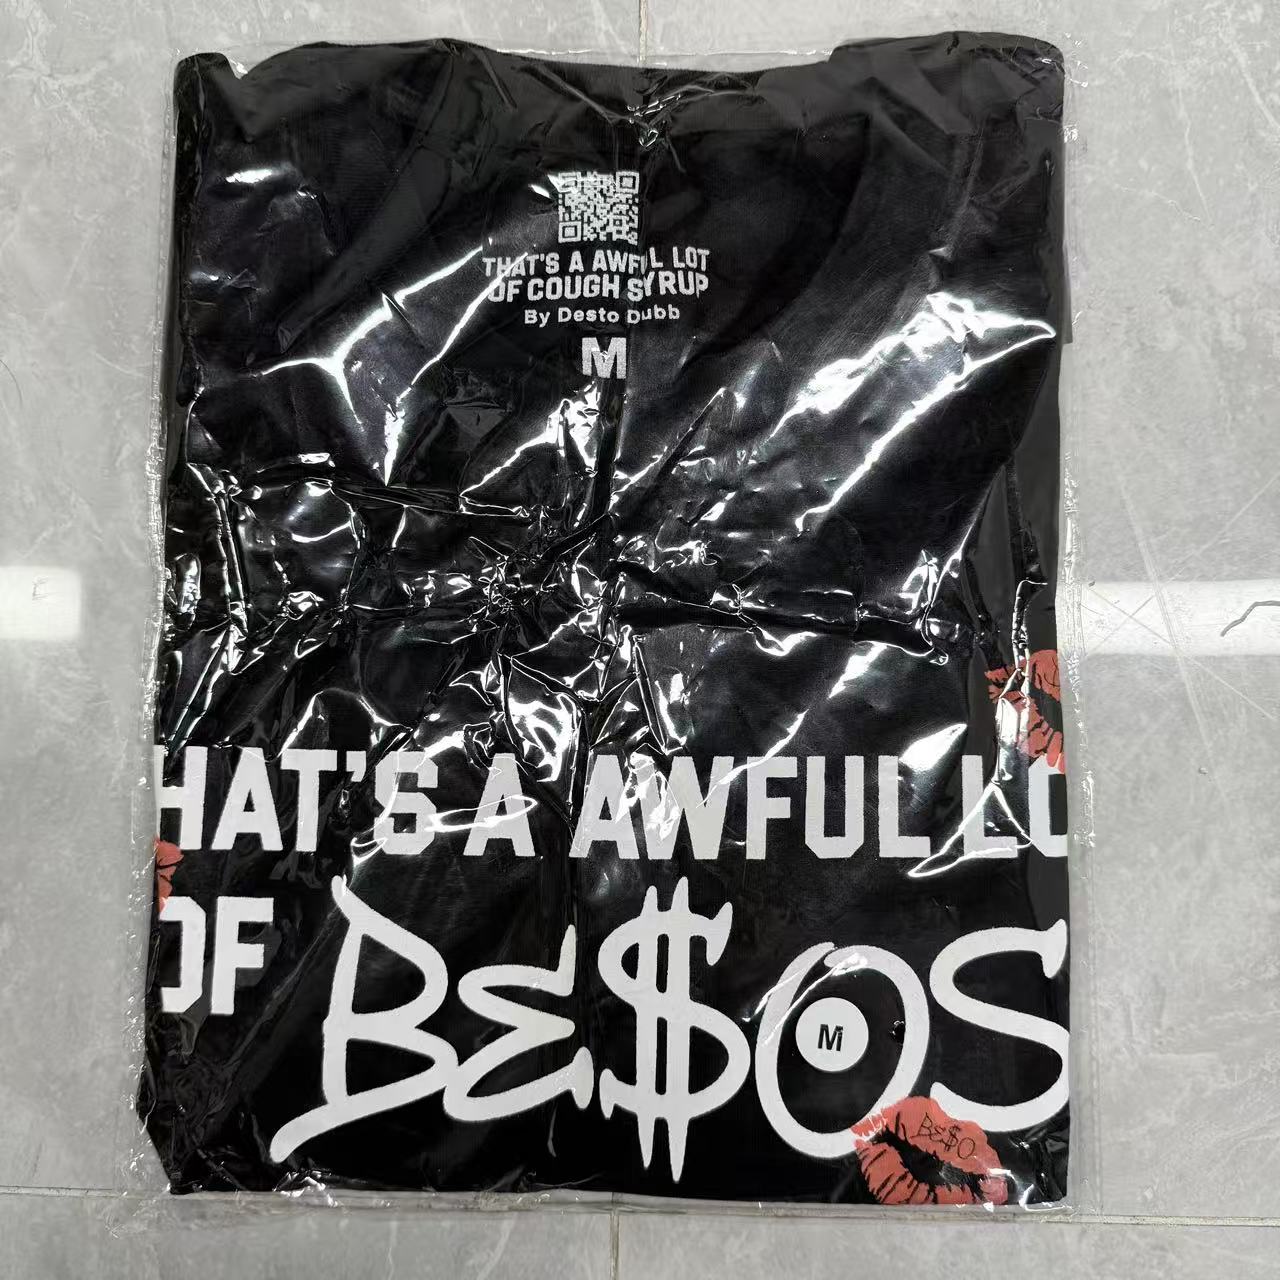 THAT'S A AWFUL LOT
OF COUGH SYRUP
By Desto Dubb
M
HAT'S A AWFUL LO
OF BE$OS
M
BE$O